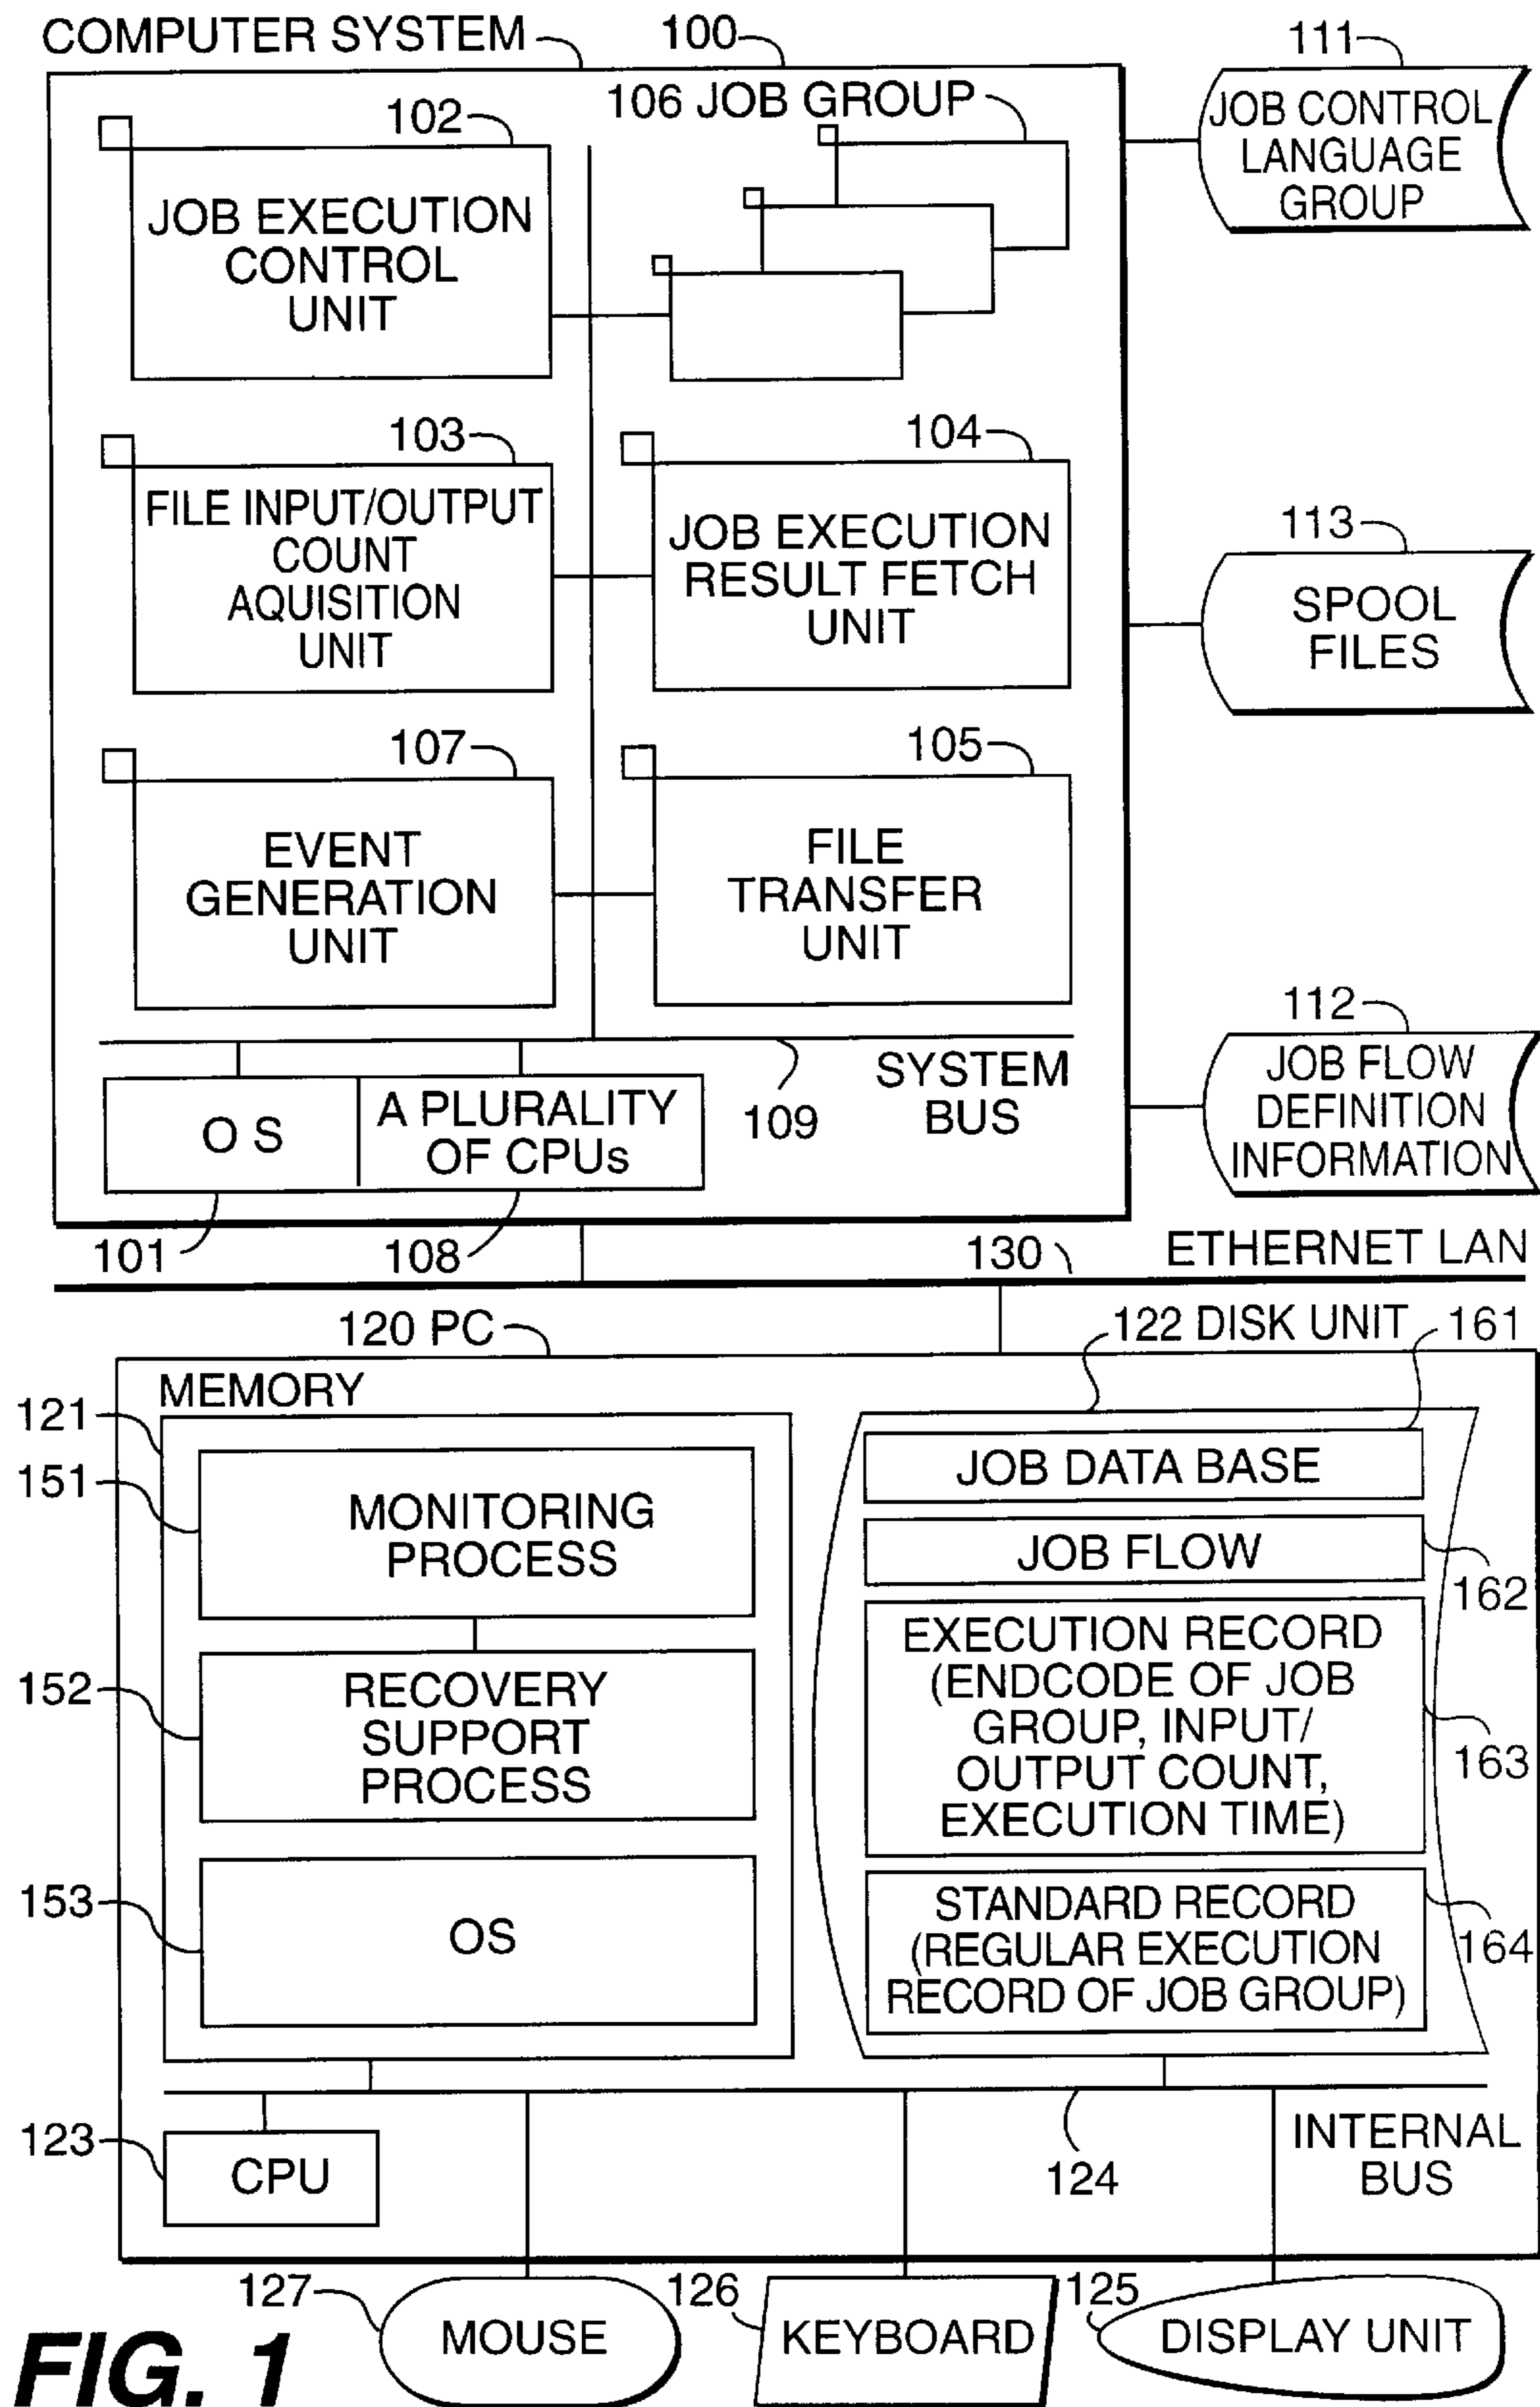 COMPUTER SYSTEM
100
111
JOB CONTROL
LANGUAGE
GROUP
102
106 JOB GROUP
JOB EXECUTION
CONTROL
UNIT
103
104
FILE INPUT/OUTPUT
COUNT
AQUISITION
UNIT
JOB EXECUTION
RESULT FETCH
UNIT
113
SPOOL
FILES
107
105
EVENT
GENERATION
UNIT
FILE
TRANSFER
UNIT
112
JOB FLOW
DEFINITION
INFORMATION
O S
A PLURALITY
OF CPUs
109
SYSTEM
BUS
101
108
130
ETHERNET LAN
120 PC
122 DISK UNIT
161
MEMORY
121
151
MONITORING
PROCESS
JOB DATA BASE
JOB FLOW
162
152
RECOVERY
SUPPORT
PROCESS
EXECUTION RECORD
(ENDCODE OF JOB
GROUP, INPUT/
OUTPUT COUNT,
EXECUTION TIME)
163
153
OS
STANDARD RECORD
(REGULAR EXECUTION
RECORD OF JOB GROUP)
164
123
CPU
124
INTERNAL
BUS
127
MOUSE
126
KEYBOARD
125
DISPLAY UNIT
FIG. 1